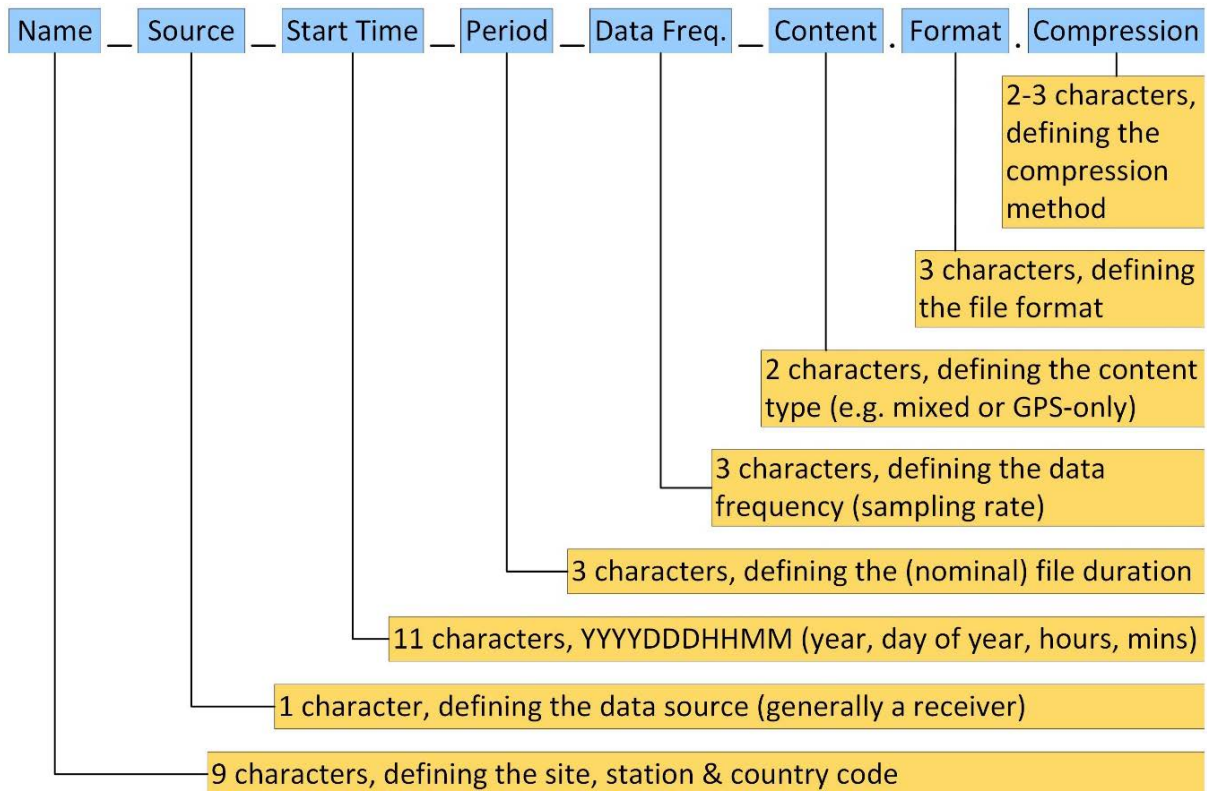 Name _ Source _ Start Time _ Period _ Data Freq. _ Content . Format . Compression
2-3 characters,
defining the
compression
method
3 characters, defining
the file format
2 characters, defining the content
type (e.g. mixed or GPS-only)
3 characters, defining the data
frequency (sampling rate)
3 characters, defining the (nominal) file duration
11 characters, YYYYDDDHHMM (year, day of year, hours, mins)
1 character, defining the data source (generally a receiver)
9 characters, defining the site, station & country code